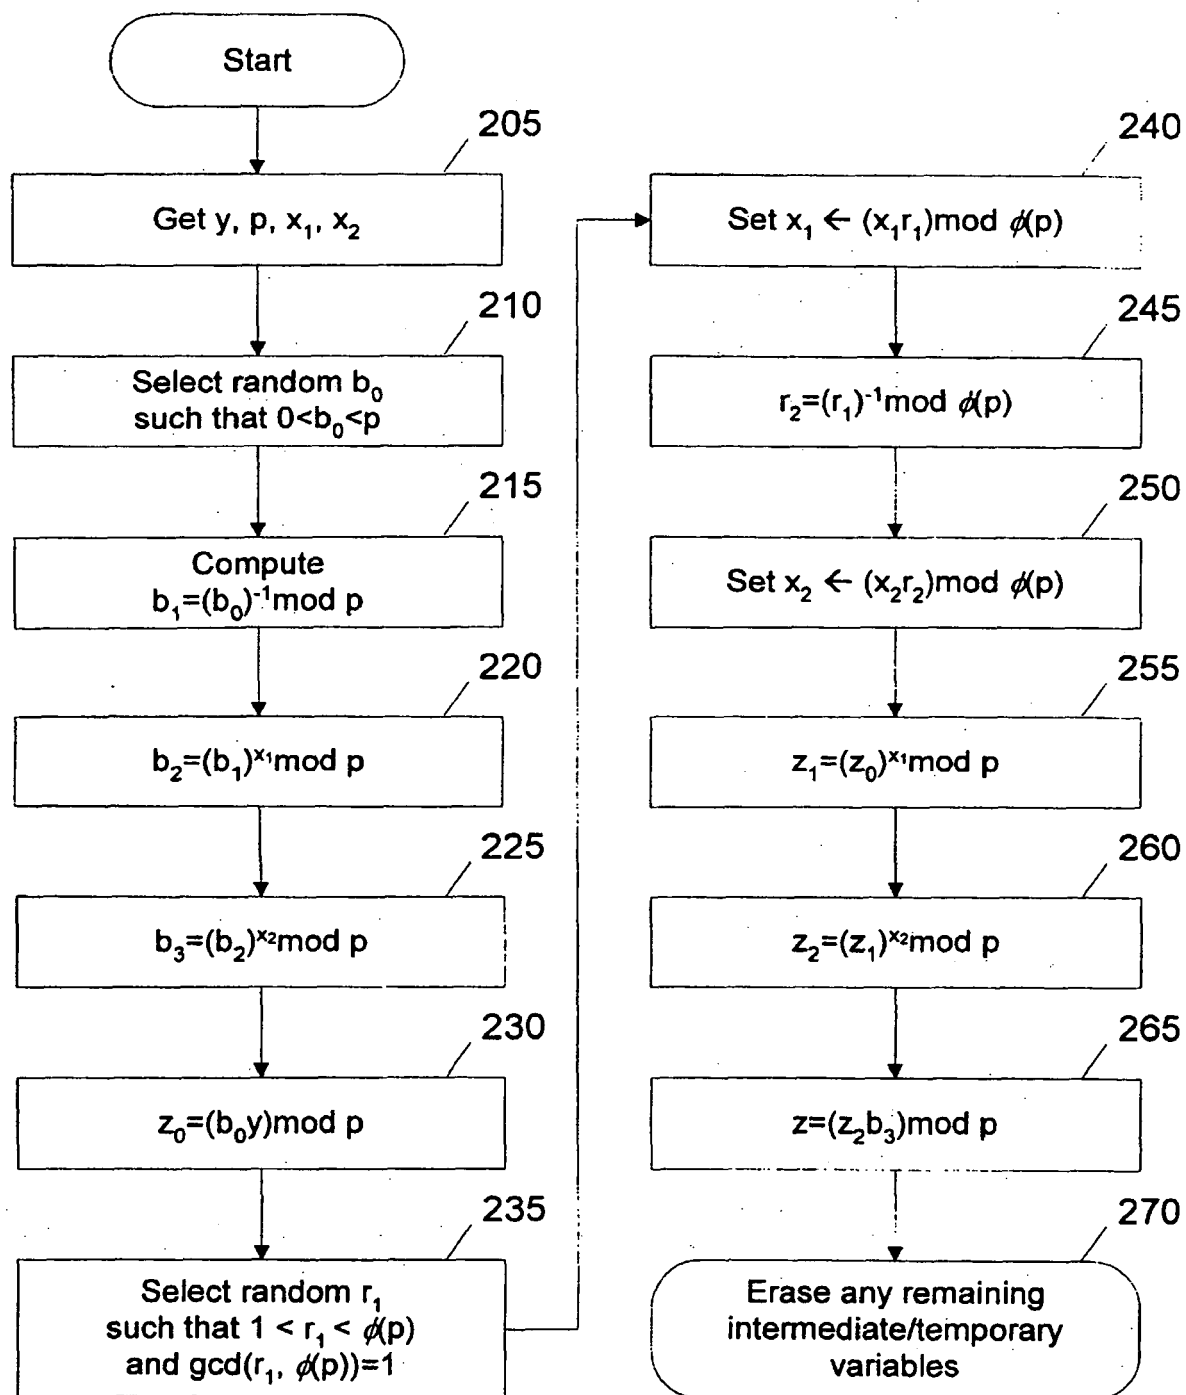 Start
205
Get y, p, x₁, x₂
210
Select random b₀
such that 0<b₀<p
215
Compute
b₁=(b₀)⁻¹mod p
220
b₂=(b₁)^x₁mod p
225
b₃=(b₂)^x₂mod p
230
z₀=(b₀y)mod p
235
Select random r₁
such that 1 < r₁ < ϕ(p)
and gcd(r₁, ϕ(p))=1
240
Set x₁ ← (x₁r₁)mod ϕ(p)
245
r₂=(r₁)⁻¹mod ϕ(p)
250
Set x₂ ← (x₂r₂)mod ϕ(p)
255
z₁=(z₀)^x₁mod p
260
z₂=(z₁)^x₂mod p
265
z=(z₂b₃)mod p
270
Erase any remaining
intermediate/temporary
variables